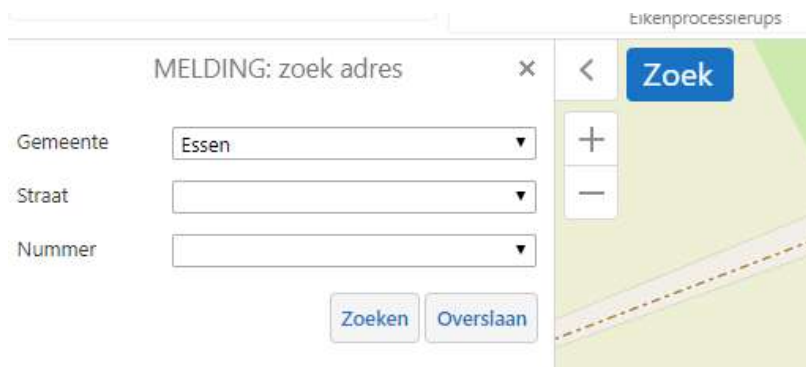 Eikenprocessierups
MELDING: zoek adres
Zoek
Gemeente
Essen
Straat
Nummer
Zoeken
Overslaan